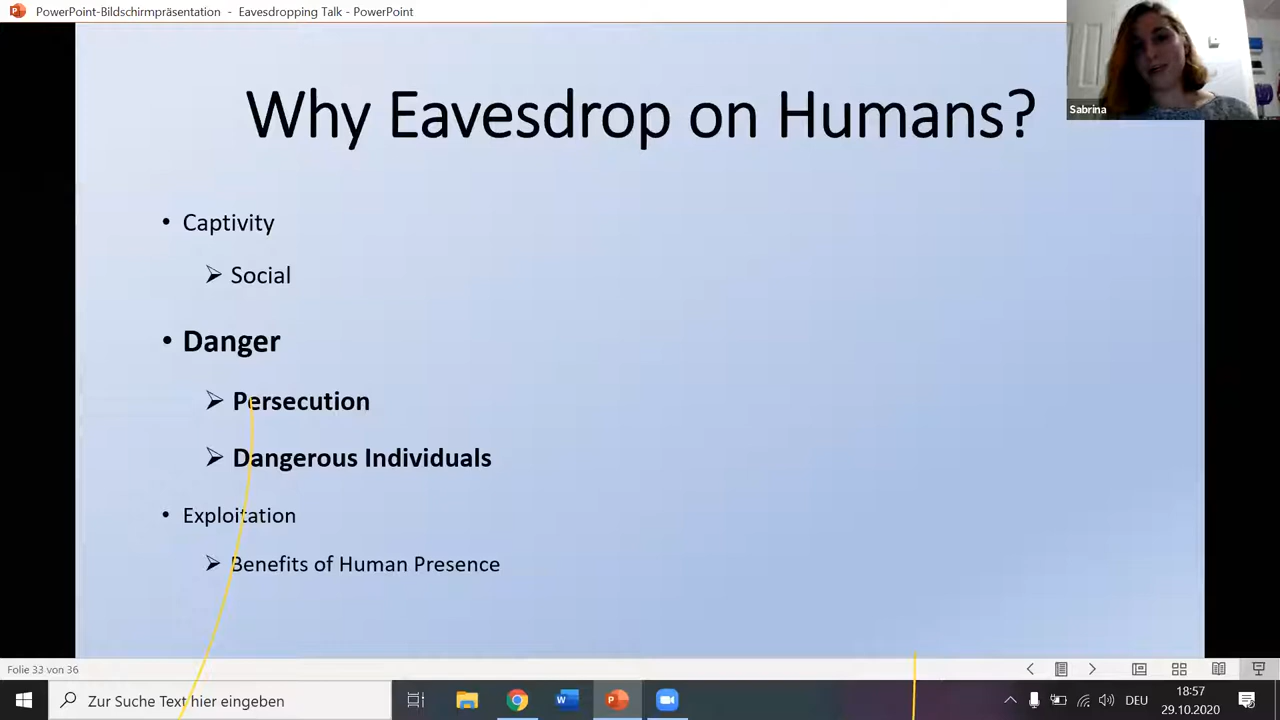 PowerPoint-Bildschirmpräsentation - Eavesdropping Talk - PowerPoint
Sabrina
Why Eavesdrop on Humans?
• Captivity
➢ Social
• Danger
➢ Persecution
➢ Dangerous Individuals
• Exploitation
➢ Benefits of Human Presence
Folie 33 von 36
Zur Suche Text hier eingeben
DEU
18:57
29.10.2020